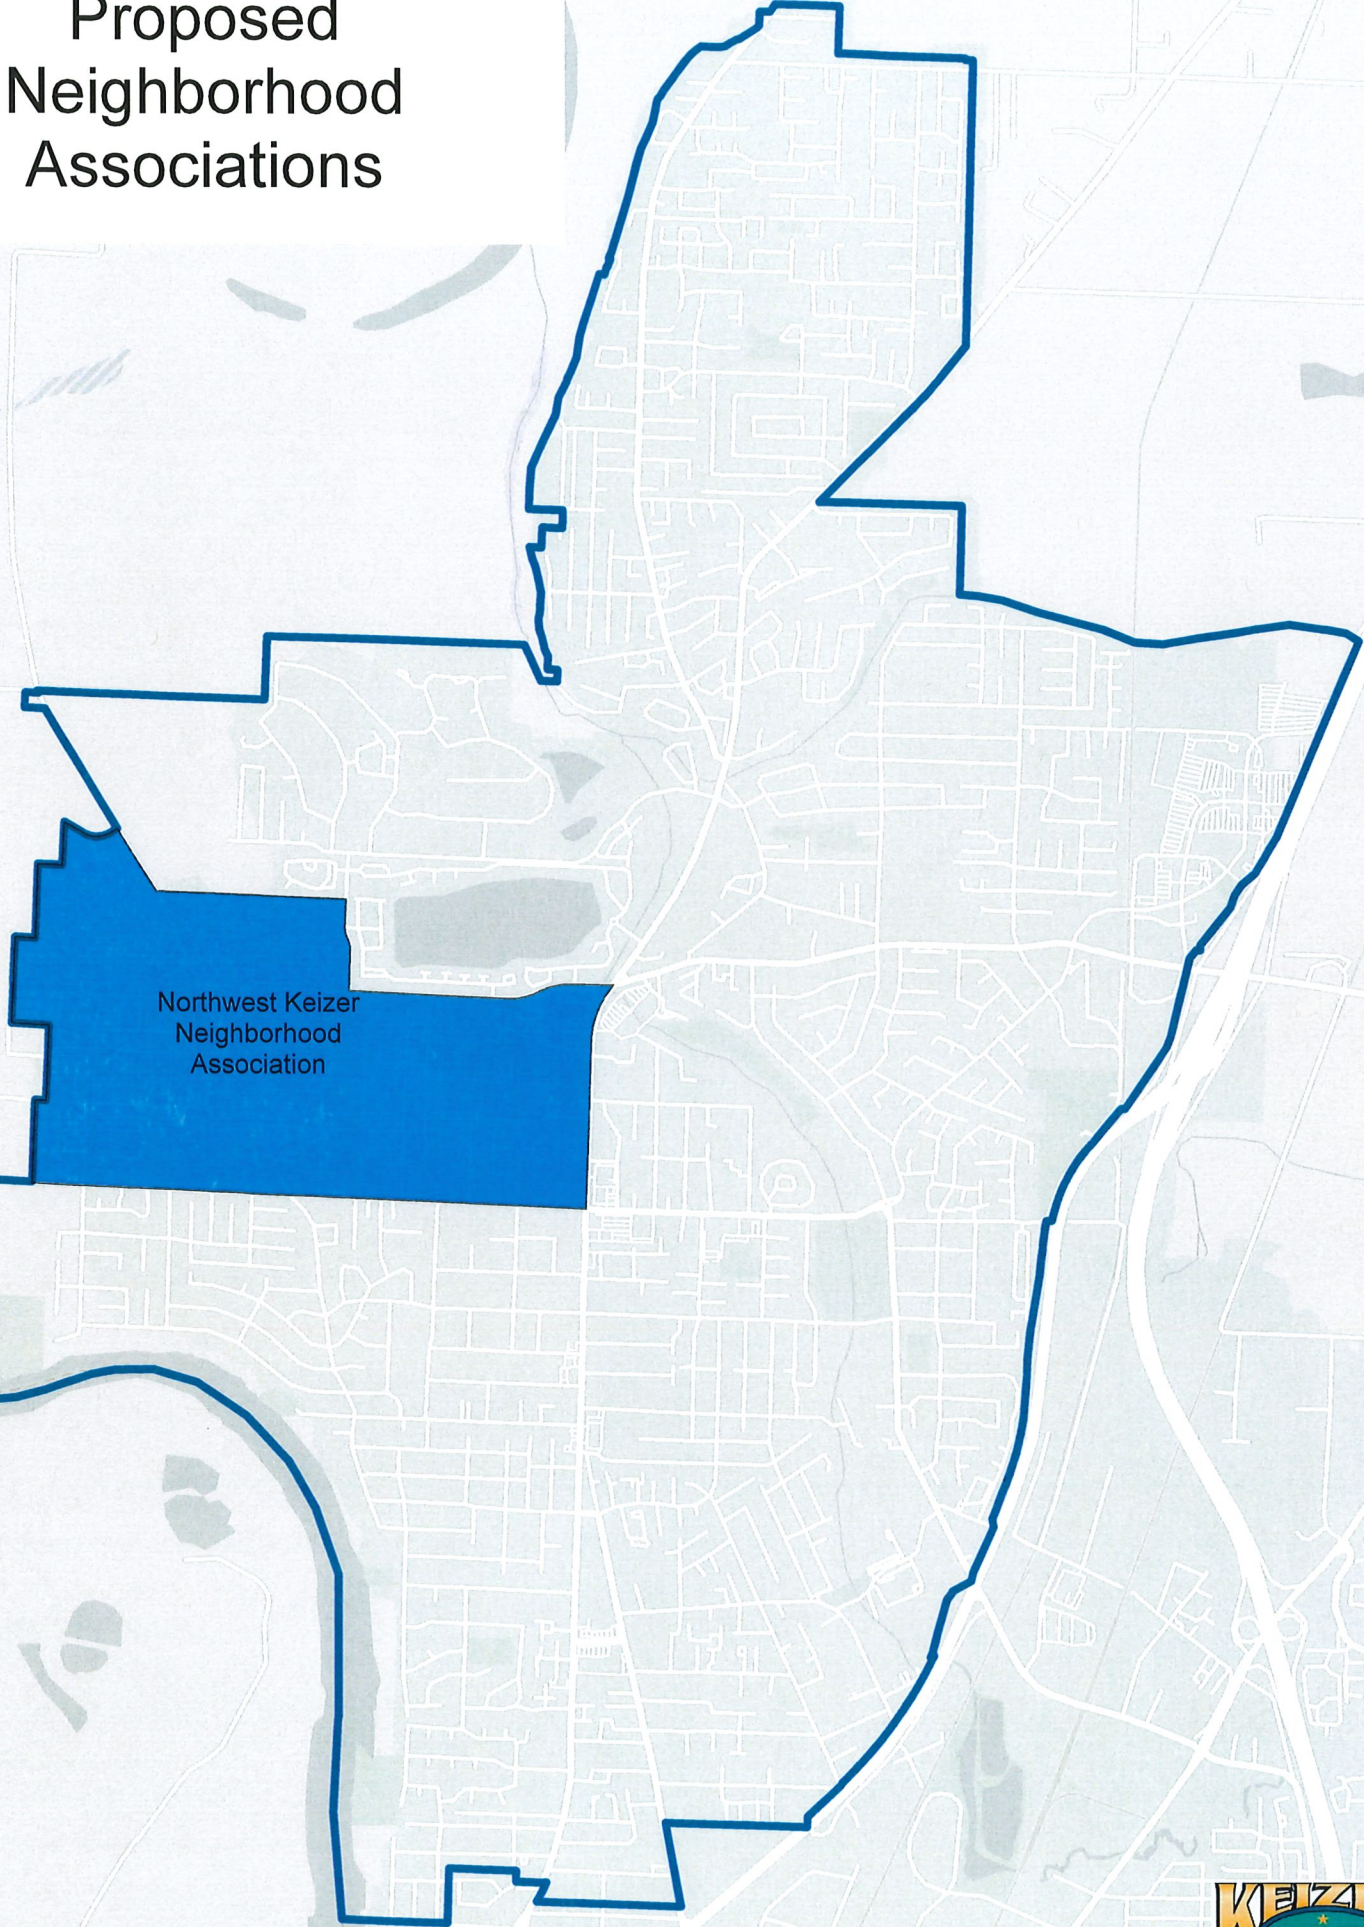 Proposed
Neighborhood
Associations
Northwest Keizer
Neighborhood
Association